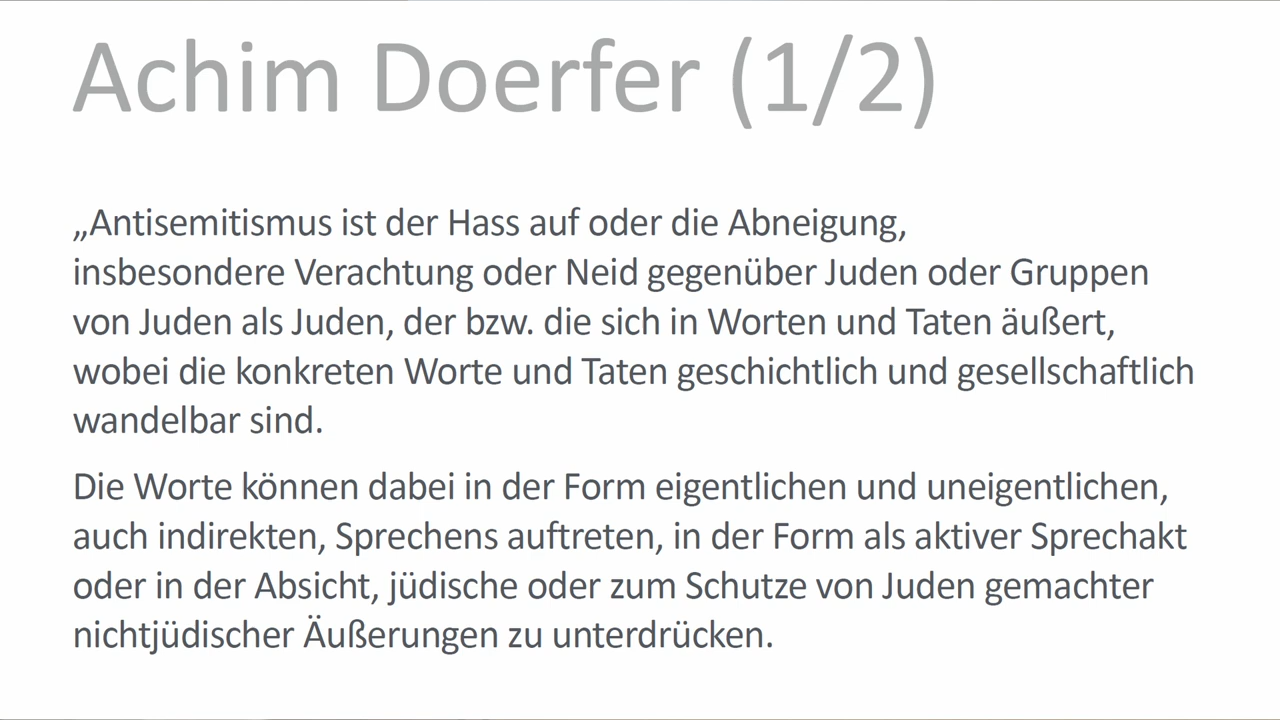 Achim Doerfer (1/2)
„Antisemitismus ist der Hass auf oder die Abneigung,
insbesondere Verachtung oder Neid gegenüber Juden oder Gruppen
von Juden als Juden, der bzw. die sich in Worten und Taten äußert,
wobei die konkreten Worte und Taten geschichtlich und gesellschaftlich
wandelbar sind.
Die Worte können dabei in der Form eigentlichen und uneigentlichen,
auch indirekten, Sprechens auftreten, in der Form als aktiver Sprechakt
oder in der Absicht, jüdische oder zum Schutze von Juden gemachter
nichtjüdischer Äußerungen zu unterdrücken.